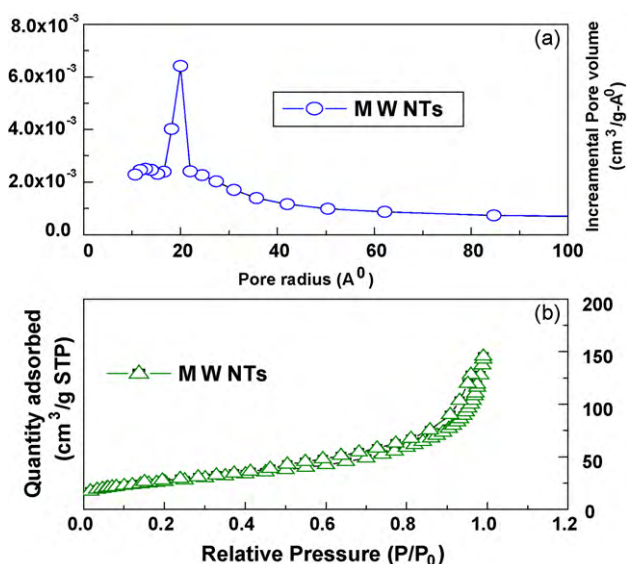 (a)
8.0x10⁻³
6.0x10⁻³
4.0x10⁻³
2.0x10⁻³
0.0
M W NTs
Increamental Pore volume
(cm³/g-A⁰)
0 20 40 60 80 100
Pore radius (A⁰)
(b)
M W NTs
Quantity adsorbed
(cm³/g STP)
200
150
100
50
0
0.0 0.2 0.4 0.6 0.8 1.0 1.2
Relative Pressure (P/P₀)